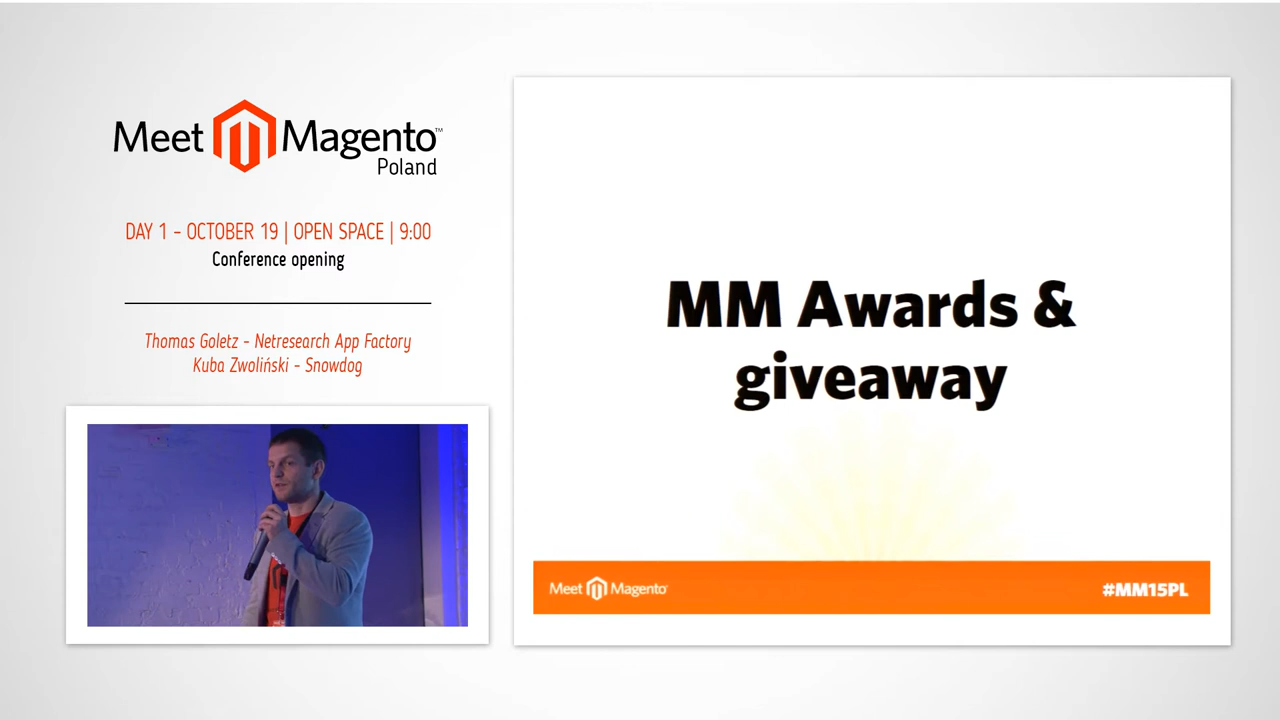 Meet Magento™
Poland
DAY 1 - OCTOBER 19 | OPEN SPACE | 9:00
Conference opening
Thomas Goletz - Netresearch App Factory
Kuba Zwoliński - Snowdog
MM Awards &
giveaway
Meet Magento
#MM15PL